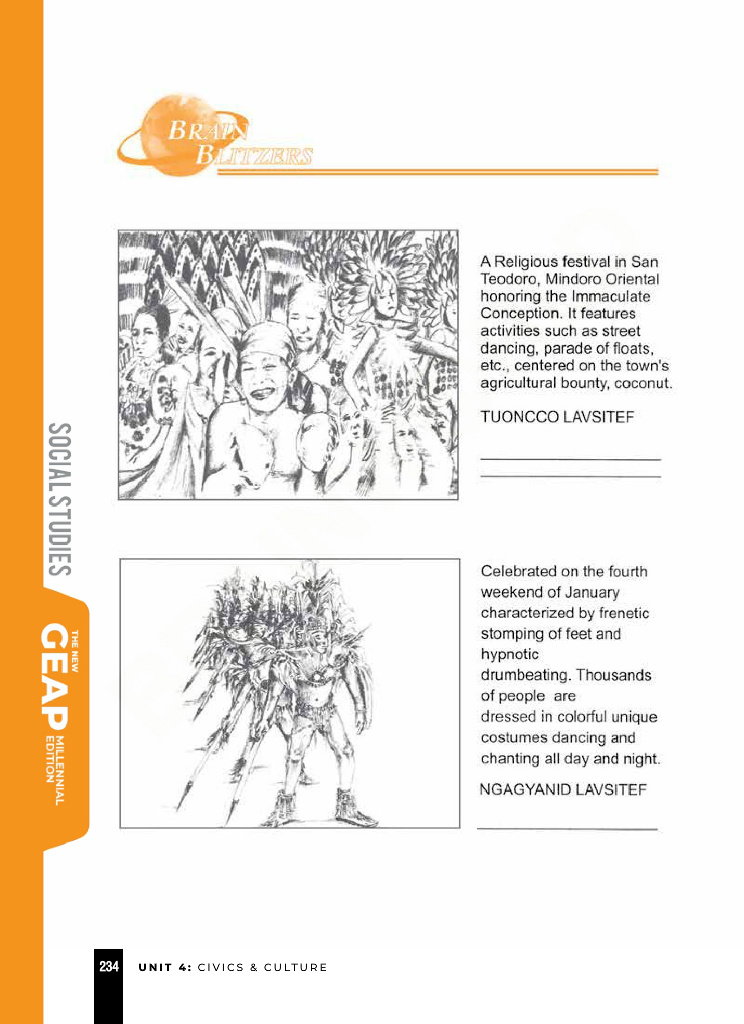 BRAIN
BLITZERS
A Religious festival in San
Teodoro, Mindoro Oriental
honoring the Immaculate
Conception. It features
activities such as street
dancing, parade of floats,
etc., centered on the town's
agricultural bounty, coconut.
TUONCCO LAVSITEF
Celebrated on the fourth
weekend of January
characterized by frenetic
stomping of feet and
hypnotic
drumbeating. Thousands
of people are
dressed in colorful unique
costumes dancing and
chanting all day and night.
NGAGYANID LAVSITEF
SOCIAL STUDIES
THE NEW
GEAP
MILLENNIAL
EDITION
234 UNIT 4: CIVICS & CULTURE